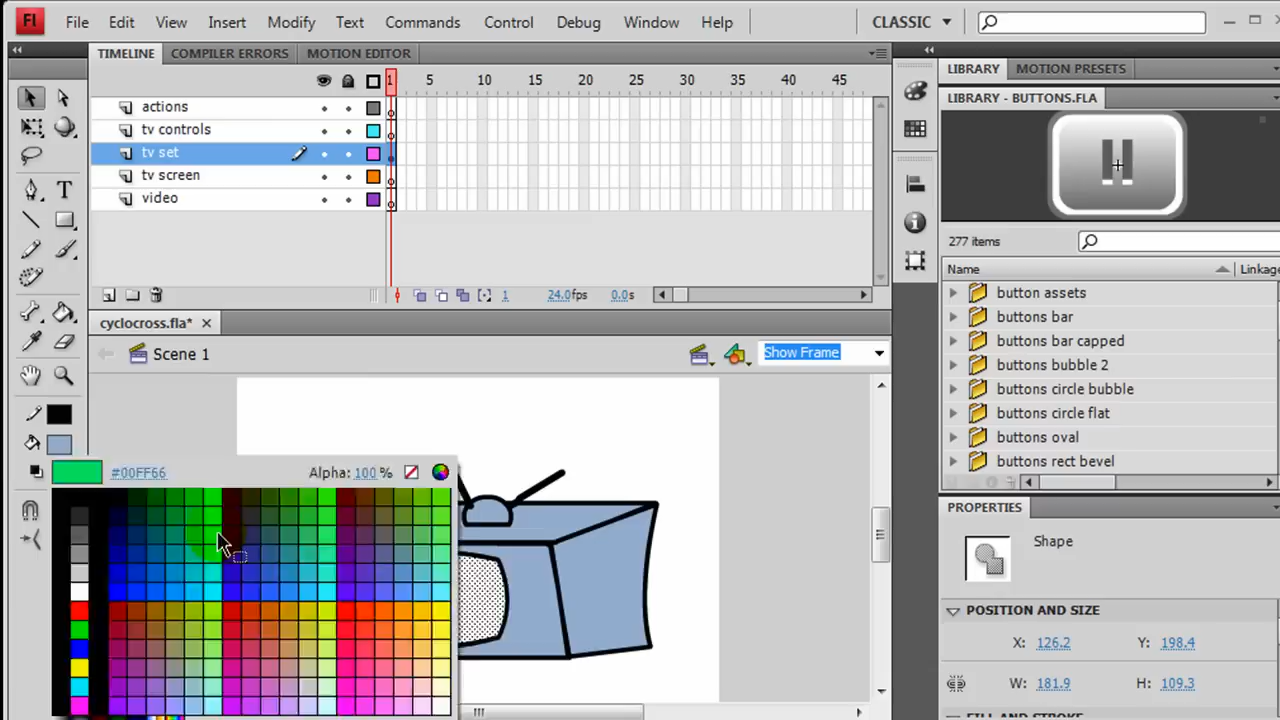 Fl File Edit View Insert Modify Text Commands Control Debug Window Help CLASSIC
TIMELINE COMPILER ERRORS MOTION EDITOR
1 5 10 15 20 25 30 35 40 45
actions
tv controls
tv set
tv screen
video
1 24.0fps 0.0s
cyclocross.fla*
Scene 1 Show Frame
#00FF66 Alpha: 100 %
LIBRARY MOTION PRESETS
LIBRARY - BUTTONS.FLA
277 items
Name Linkage
button assets
buttons bar
buttons bar capped
buttons bubble 2
buttons circle bubble
buttons circle flat
buttons oval
buttons rect bevel
PROPERTIES
Shape
POSITION AND SIZE
X: 126.2 Y: 198.4
W: 181.9 H: 109.3
FILL AND STROKE